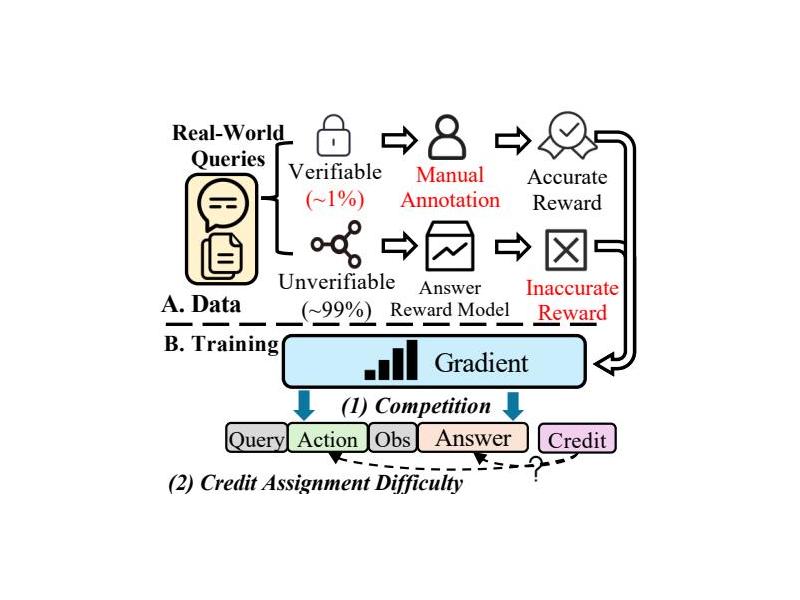 Real-World
Queries
Verifiable
(~1%)
Manual
Annotation
Accurate
Reward
Unverifiable
(~99%)
Answer
Reward Model
Inaccurate
Reward
A. Data
B. Training
Gradient
(1) Competition
Query Action Obs Answer Credit
?
(2) Credit Assignment Difficulty